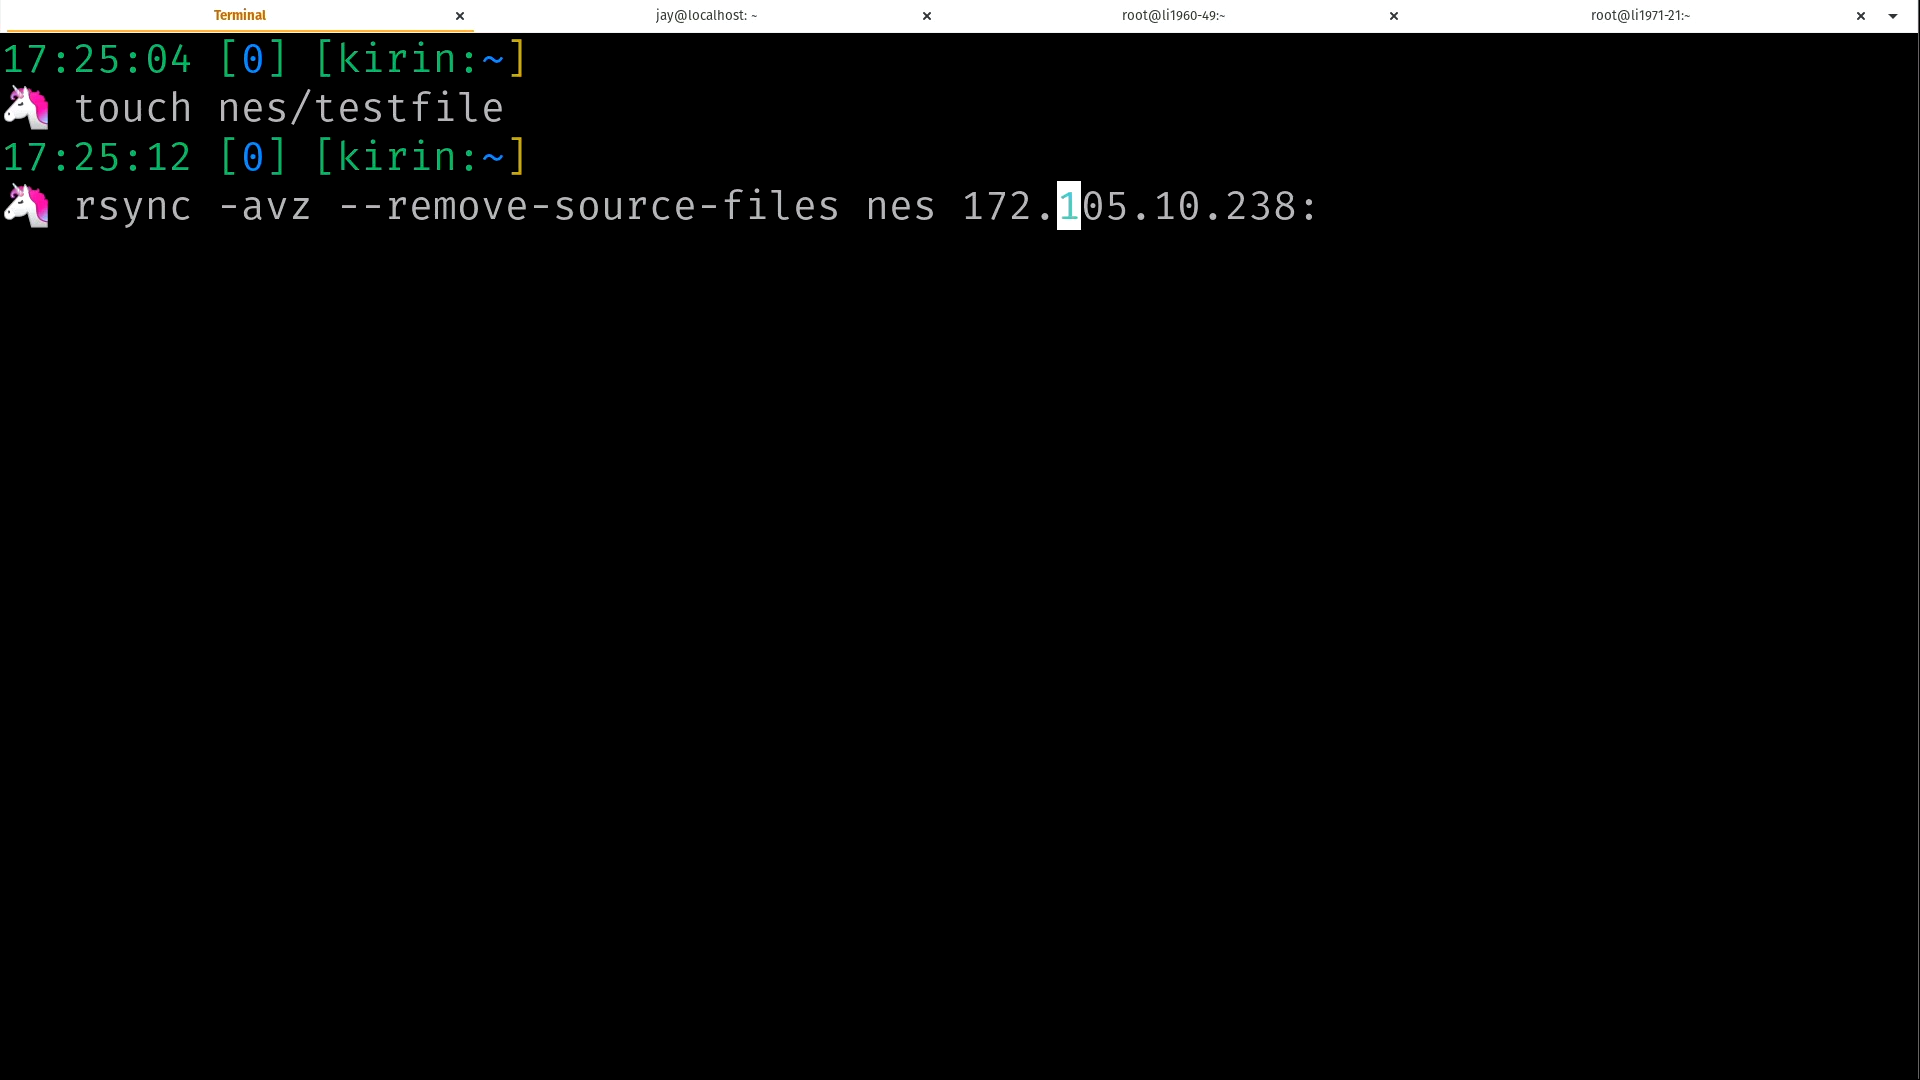 Terminal × jay@localhost: ~ × root@li1960-49:~ × root@li1971-21:~ ×
17:25:04 [0] [kirin:~]
🦄 touch nes/testfile
17:25:12 [0] [kirin:~]
🦄 rsync -avz --remove-source-files nes 172.105.10.238: